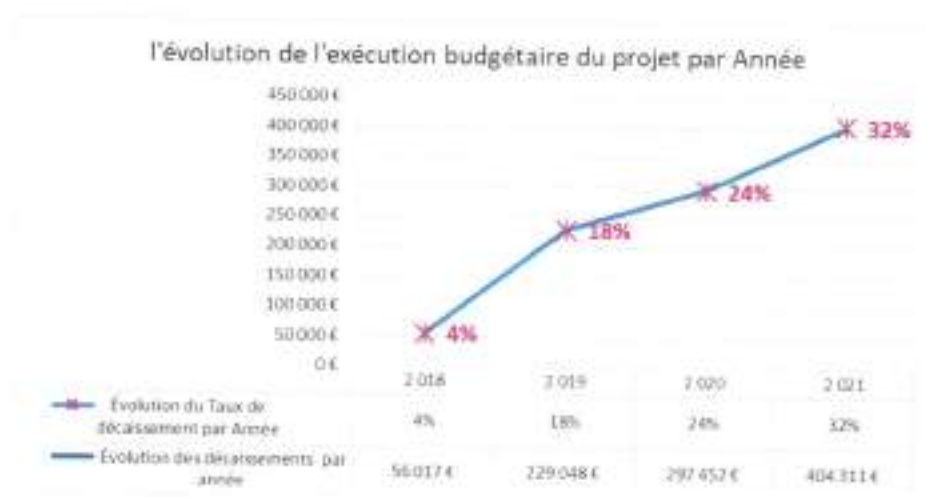 l'évolution de l'exécution budgétaire du projet par Année
450 000 €
400 000 €
350 000 €
300 000 €
250 000 €
200 000 €
150 000 €
100 000 €
50 000 €
0 €
4%
18%
24%
32%
2 018
2 019
2 020
2 021
Évolution du Taux de
décaissement par Année
4%
18%
24%
32%
Évolution des décaissements par
année
56 017 €
229 048 €
297 452 €
404 311 €